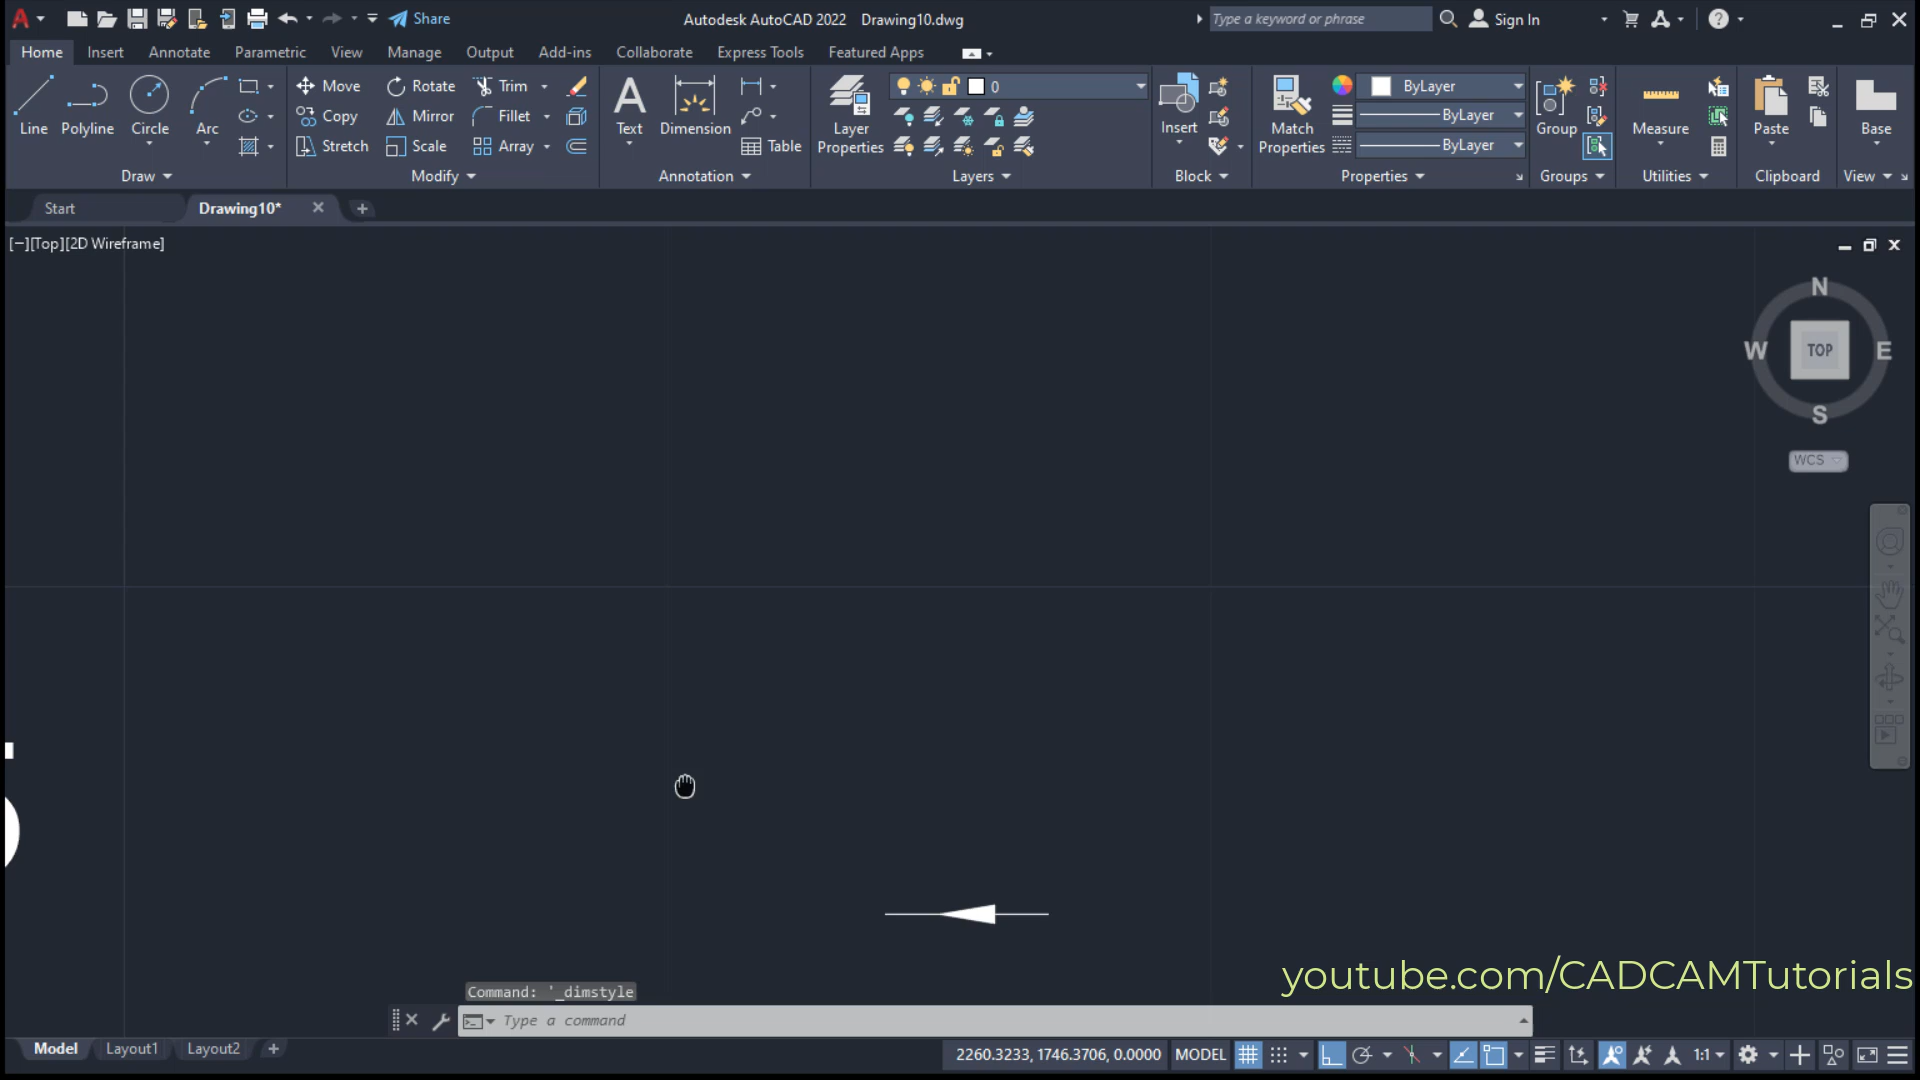 Share
Autodesk AutoCAD 2022 Drawing10.dwg
Type a keyword or phrase
Sign In
Home Insert Annotate Parametric View Manage Output Add-ins Collaborate Express Tools Featured Apps
Line
Polyline
Circle
Arc
Draw
Move
Rotate
Trim
Copy
Mirror
Fillet
Stretch
Scale
Array
Modify
Text
Dimension
Table
Annotation
Layer
Properties
0
Layers
Insert
Block
Match
Properties
ByLayer
ByLayer
ByLayer
Properties
Group
Groups
Measure
Utilities
Paste
Clipboard
Base
View
Start
Drawing10*
[−][Top][2D Wireframe]
N
W
TOP
E
S
WCS
youtube.com/CADCAMTutorials
Command: '_dimstyle
Type a command
Model Layout1 Layout2
2260.3233, 1746.3706, 0.0000 MODEL
1:1